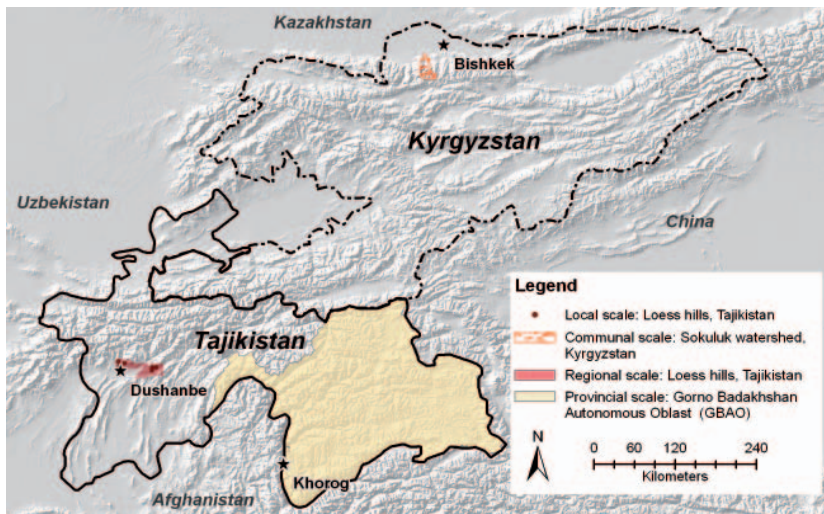 Kazakhstan
Bishkek
Kyrgyzstan
Uzbekistan
China
Tajikistan
Dushanbe
Khorog
Afghanistan
Legend
Local scale: Loess hills, Tajikistan
Communal scale: Sokuluk watershed,
Kyrgyzstan
Regional scale: Loess hills, Tajikistan
Provincial scale: Gorno Badakhshan
Autonomous Oblast (GBAO)
N
0 60 120 240
Kilometers